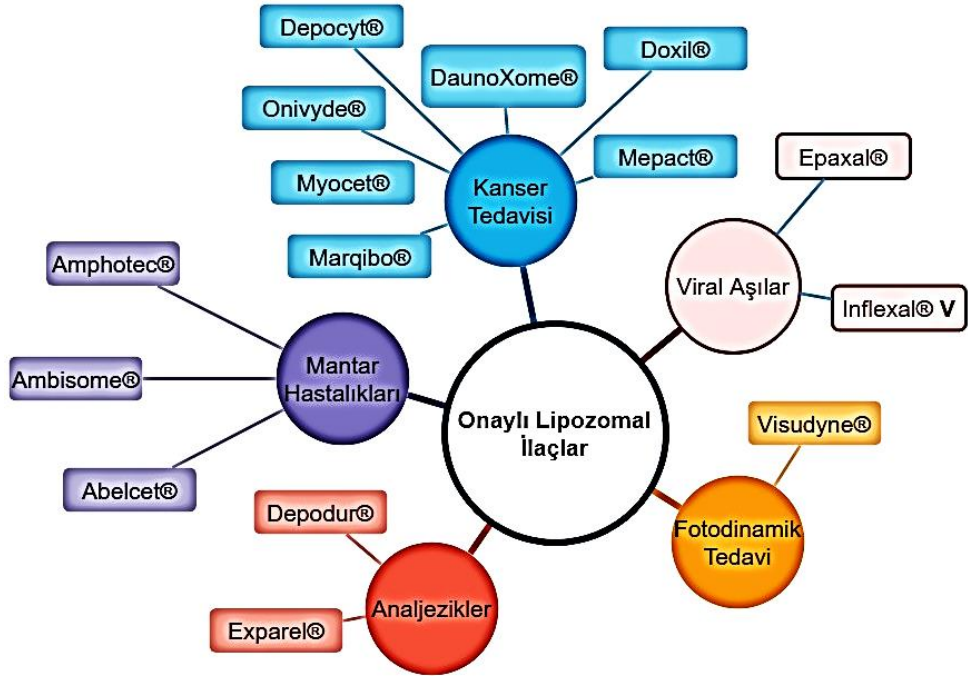 Depocyt®
DaunoXome®
Doxil®
Onivyde®
Myocet®
Mepact®
Marqibo®
Kanser
Tedavisi
Epaxal®
Viral Aşılar
Inflexal® V
Amphotec®
Ambisome®
Abelcet®
Mantar
Hastalıkları
Onaylı Lipozomal
İlaçlar
Visudyne®
Fotodinamik
Tedavi
Depodur®
Exparel®
Analjezikler